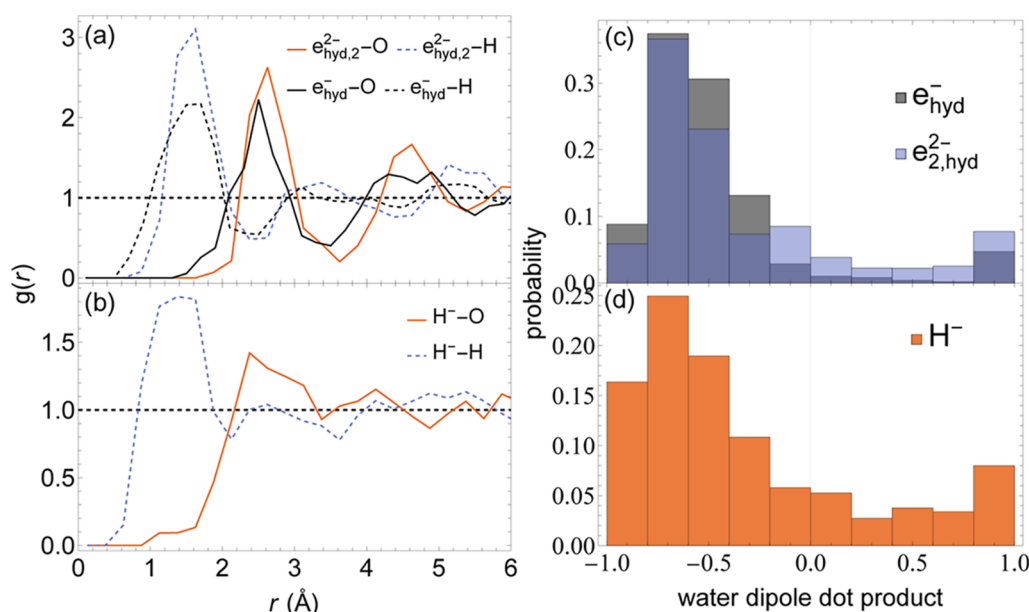 (a)
e²⁻hyd,2–O
e²⁻hyd,2–H
e⁻hyd–O
e⁻hyd–H
3
2
1
0
(b)
H⁻–O
H⁻–H
1.5
1.0
0.5
0.0
g(r)
0 1 2 3 4 5 6
r (Å)
(c)
e⁻hyd
e²⁻2,hyd
0.3
0.2
0.1
0.0
(d)
H⁻
0.25
0.20
0.15
0.10
0.05
0.00
probability
-1.0 -0.5 0.0 0.5 1.0
water dipole dot product